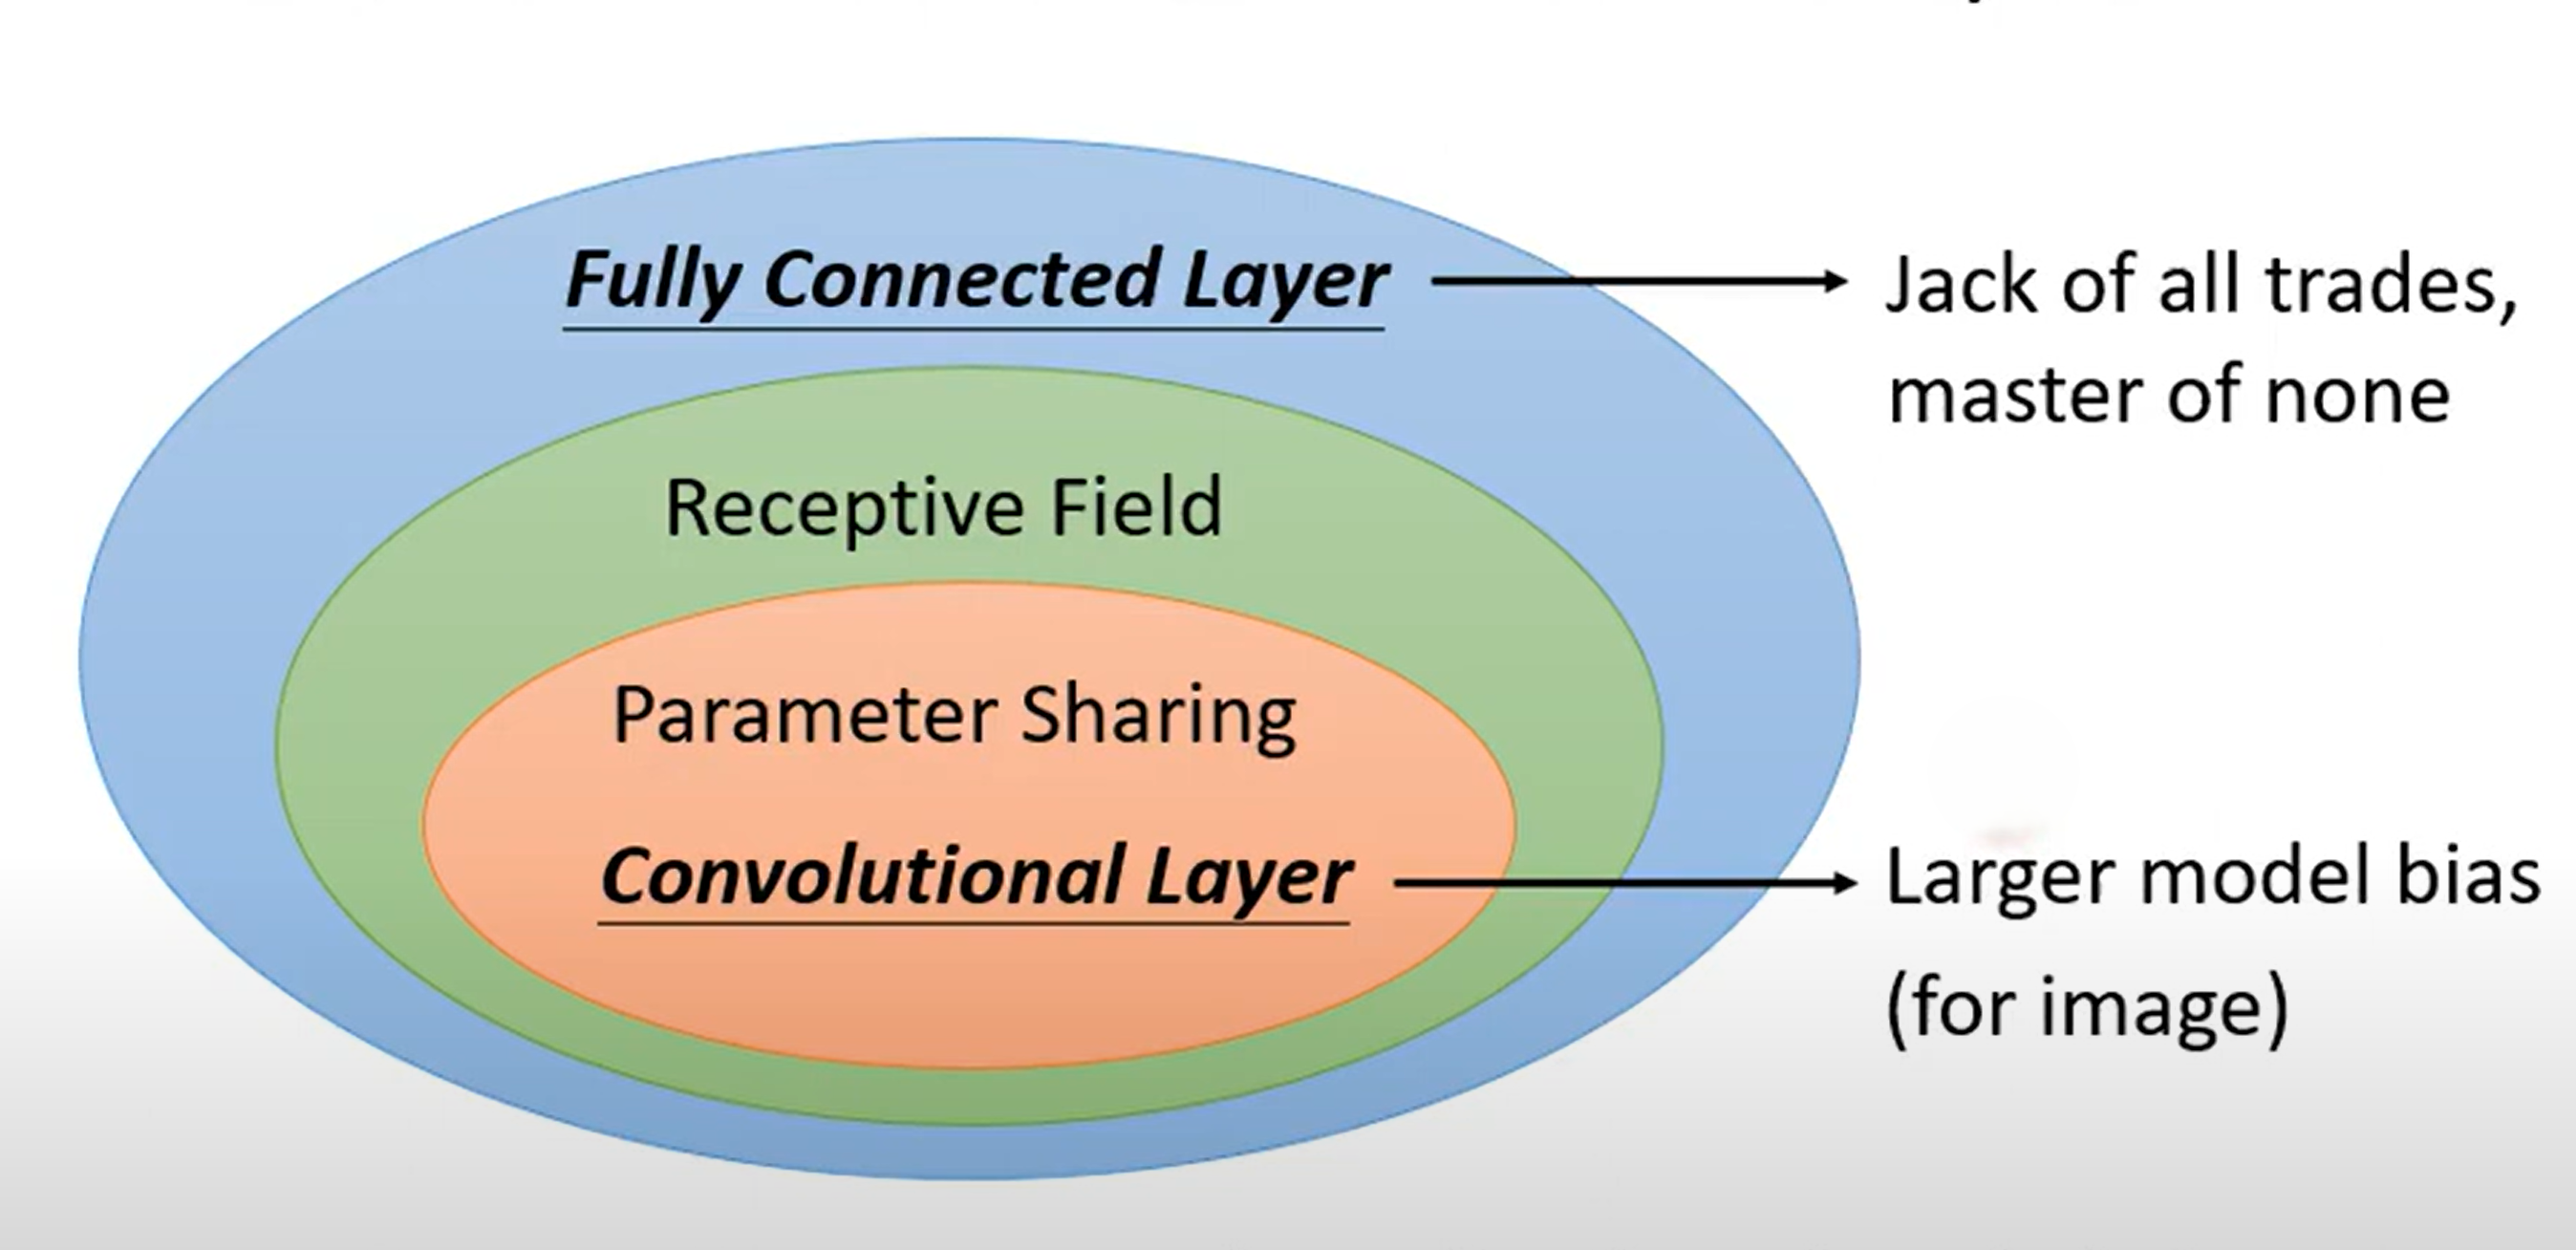 Fully Connected Layer
Jack of all trades,
master of none
Receptive Field
Parameter Sharing
Convolutional Layer
Larger model bias
(for image)